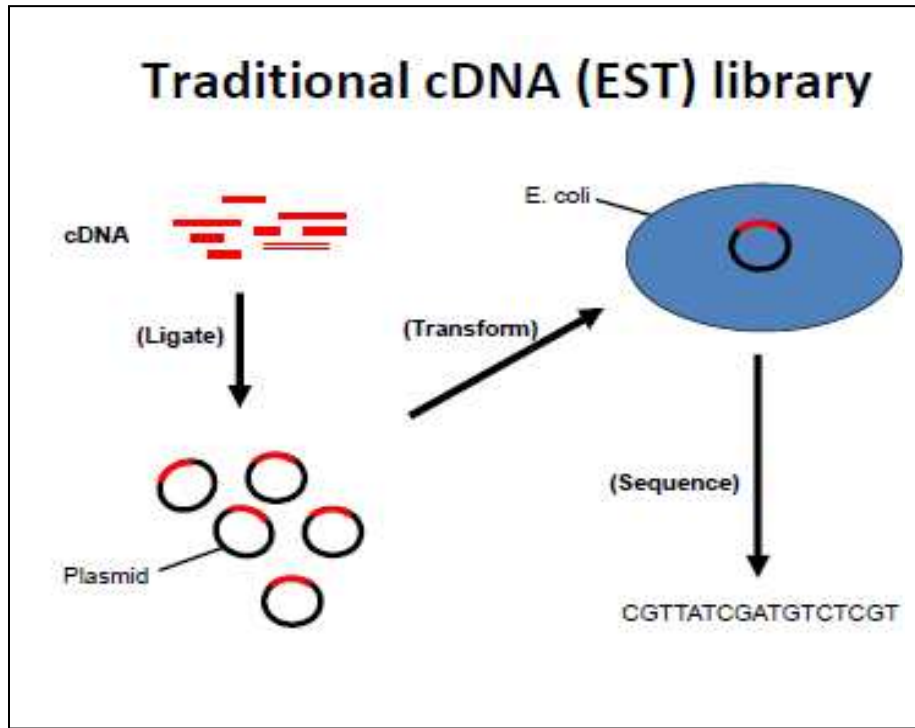 Traditional cDNA (EST) library
cDNA
(Ligate)
Plasmid
(Transform)
E. coli
(Sequence)
CGTTATCGATGTCTCGT